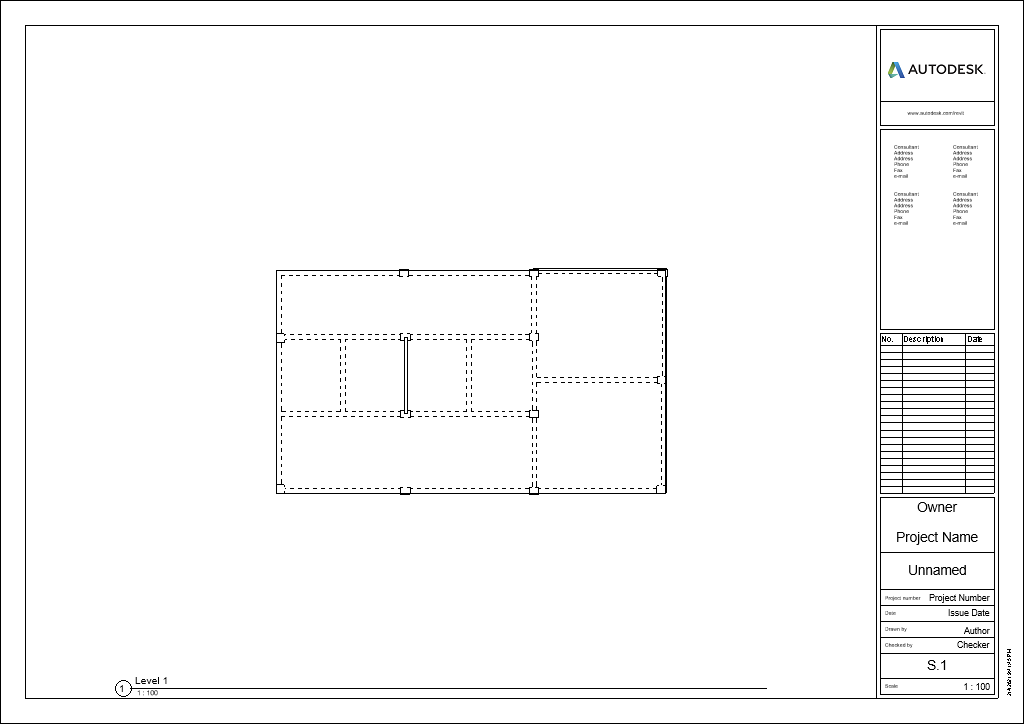 AUTODESK.
www.autodesk.com/revit
Consultant
Address
Address
Phone
Fax
e-mail
Consultant
Address
Address
Phone
Fax
e-mail
Consultant
Address
Address
Phone
Fax
e-mail
Consultant
Address
Address
Phone
Fax
e-mail
No. Description Date
Owner
Project Name
Unnamed
Project number Project Number
Date Issue Date
Drawn by Author
Checked by Checker
S.1
Scale 1 : 100
1 Level 1
1 : 100